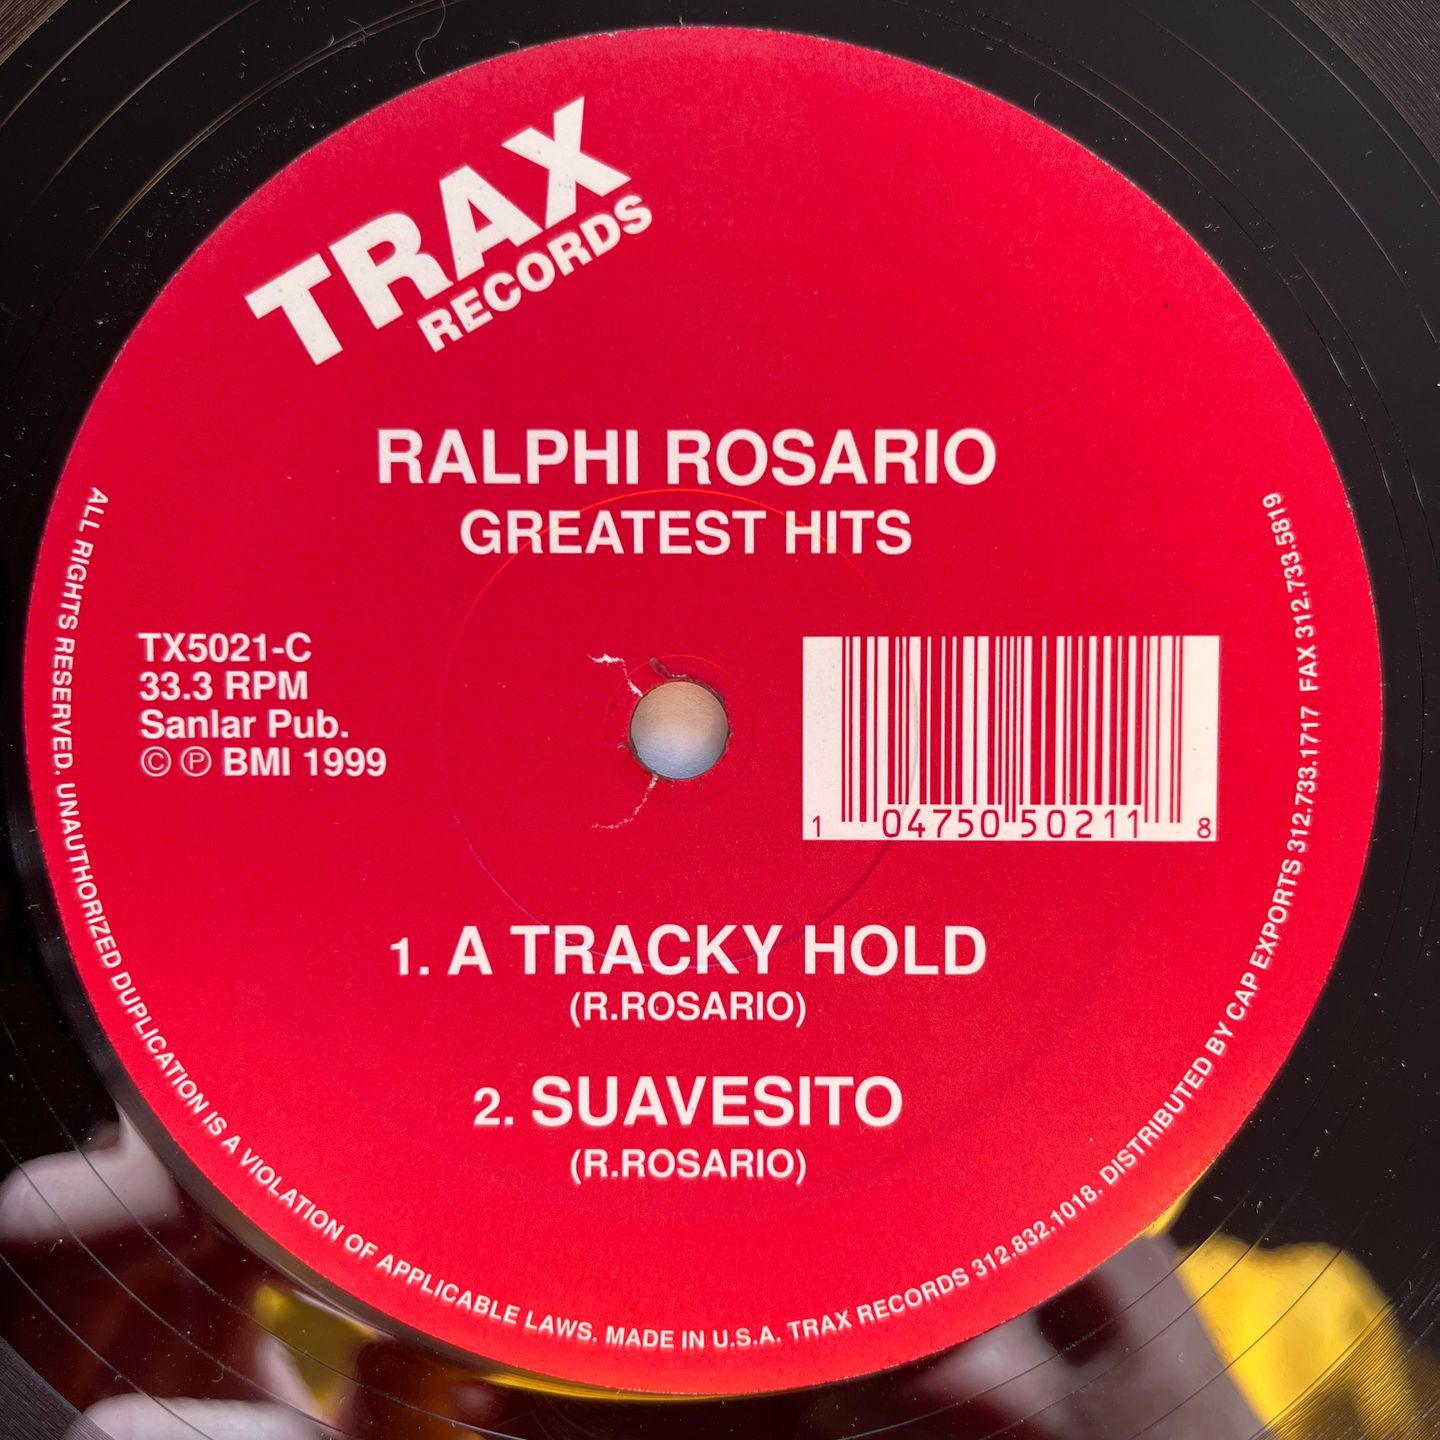 TRAX
RECORDS
RALPHI ROSARIO
GREATEST HITS
TX5021-C
33.3 RPM
Sanlar Pub.
© ℗ BMI 1999
1 04750 50211 8
1. A TRACKY HOLD
(R.ROSARIO)
2. SUAVESITO
(R.ROSARIO)
ALL RIGHTS RESERVED. UNAUTHORIZED DUPLICATION IS A VIOLATION OF APPLICABLE LAWS. MADE IN U.S.A. TRAX RECORDS 312.832.1018. DISTRIBUTED BY CAP EXPORTS 312.733.1717 FAX 312.733.5819